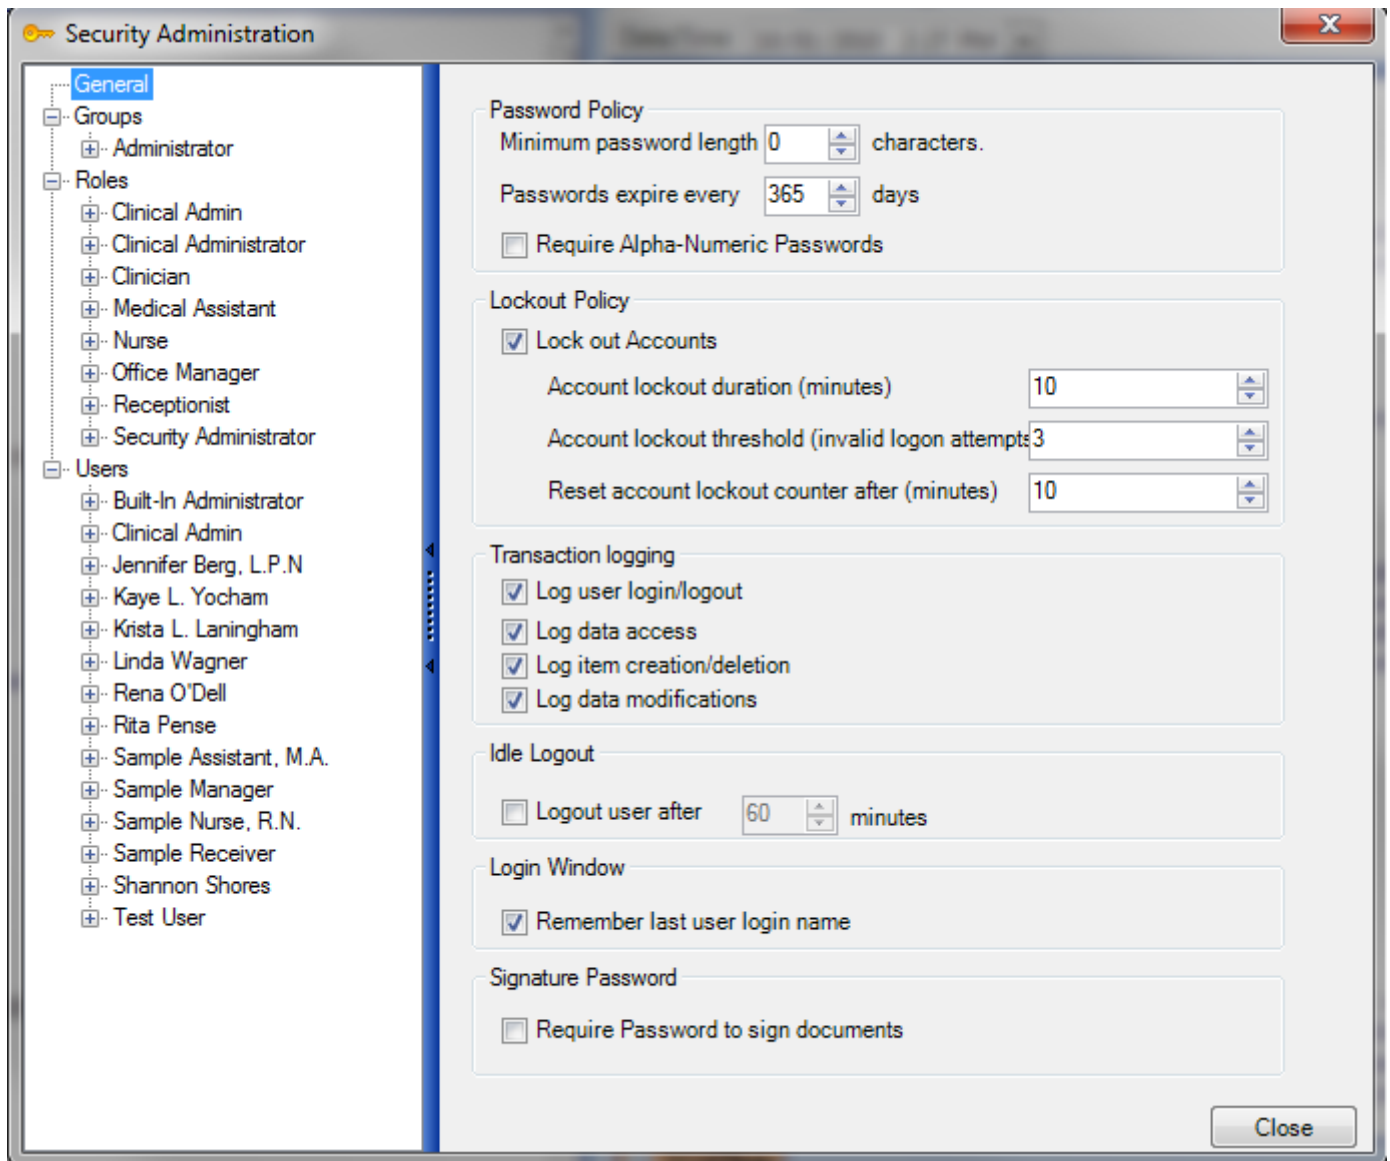 Security Administration
General
Groups
Administrator
Roles
Clinical Admin
Clinical Administrator
Clinician
Medical Assistant
Nurse
Office Manager
Receptionist
Security Administrator
Users
Built-In Administrator
Clinical Admin
Jennifer Berg, L.P.N
Kaye L. Yocham
Krista L. Laningham
Linda Wagner
Rena O'Dell
Rita Pense
Sample Assistant, M.A.
Sample Manager
Sample Nurse, R.N.
Sample Receiver
Shannon Shores
Test User
Password Policy
Minimum password length 0 characters.
Passwords expire every 365 days
Require Alpha-Numeric Passwords
Lockout Policy
Lock out Accounts
Account lockout duration (minutes) 10
Account lockout threshold (invalid logon attempts 3
Reset account lockout counter after (minutes) 10
Transaction logging
Log user login/logout
Log data access
Log item creation/deletion
Log data modifications
Idle Logout
Logout user after 60 minutes
Login Window
Remember last user login name
Signature Password
Require Password to sign documents
Close